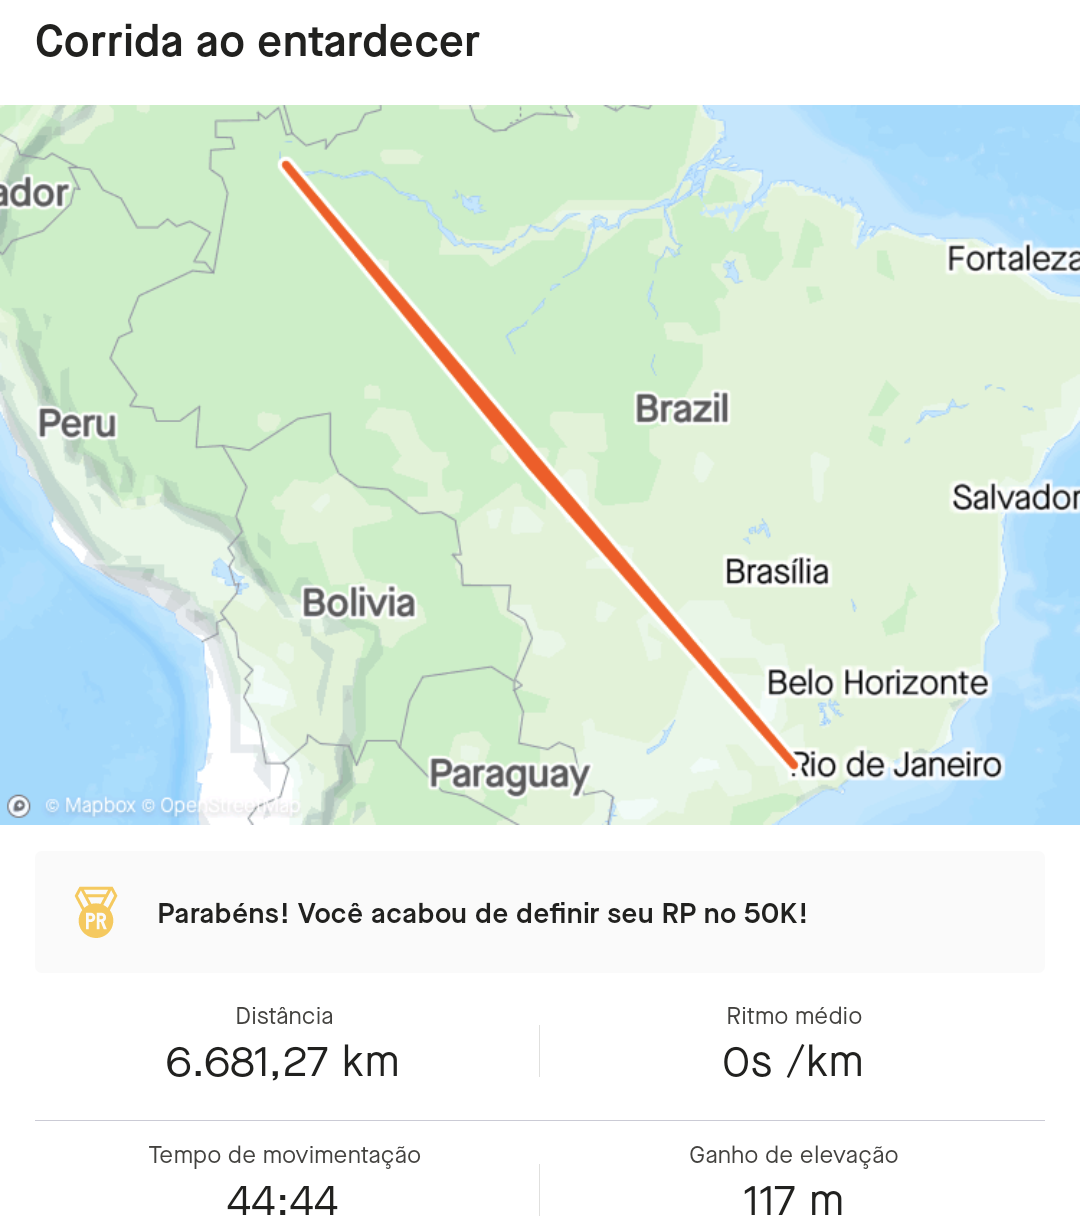 Corrida ao entardecer
ador
Fortaleza
Peru
Brazil
Salvador
Brasília
Bolivia
Belo Horizonte
Rio de Janeiro
Paraguay
© Mapbox © OpenStreetMap
PR
Parabéns! Você acabou de definir seu RP no 50K!
Distância
Ritmo médio
6.681,27 km
0s /km
Tempo de movimentação
Ganho de elevação
44:44
117 m